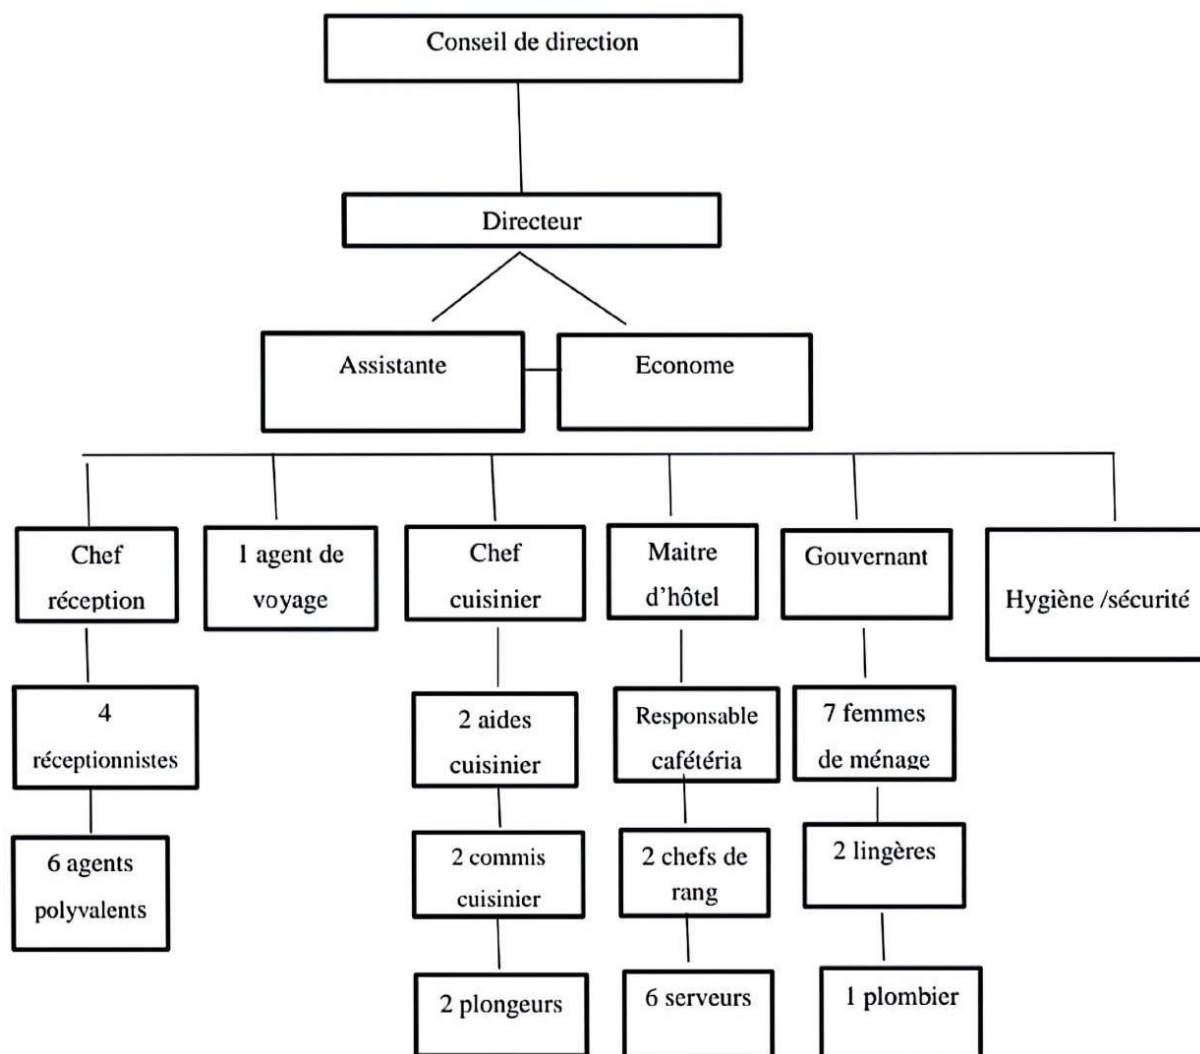 Conseil de direction
Directeur
Assistante
Econome
Chef
réception
1 agent de
voyage
Chef
cuisinier
Maitre
d'hôtel
Gouvernant
Hygiène /sécurité
4
réceptionnistes
2 aides
cuisinier
Responsable
cafétéria
7 femmes
de ménage
6 agents
polyvalents
2 commis
cuisinier
2 chefs de
rang
2 lingères
2 plongeurs
6 serveurs
1 plombier